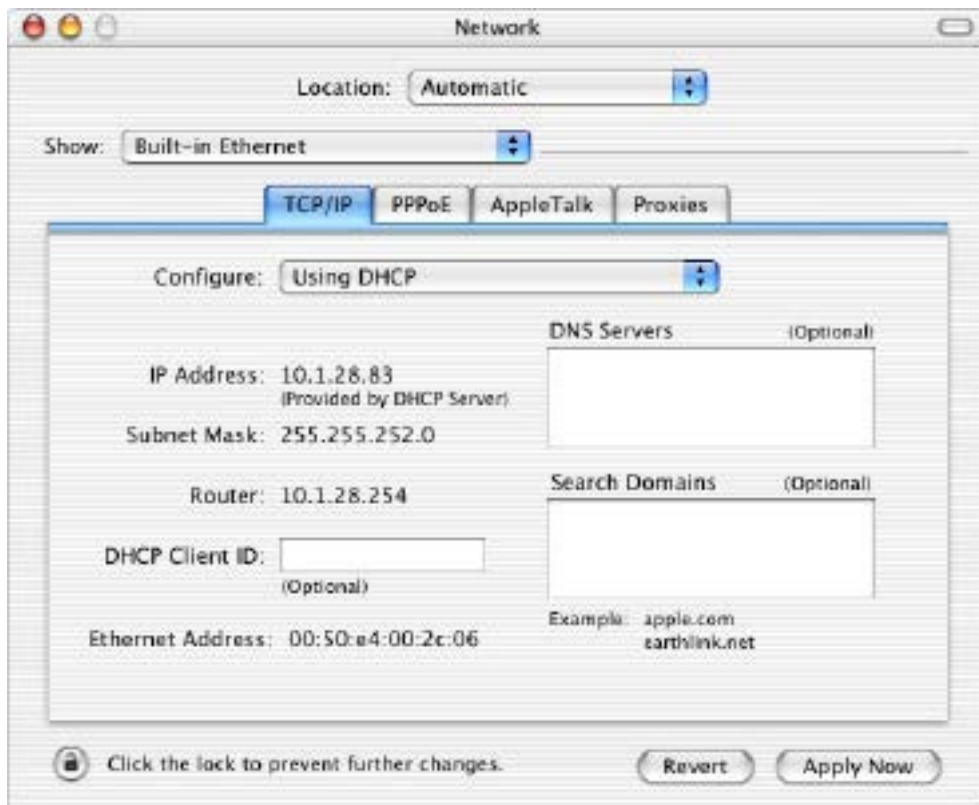 Network
Location: Automatic
Show: Built-in Ethernet
TCP/IP PPPoE AppleTalk Proxies
Configure: Using DHCP
DNS Servers (Optional)
IP Address: 10.1.28.83
(Provided by DHCP Server)
Subnet Mask: 255.255.252.0
Router: 10.1.28.254
Search Domains (Optional)
DHCP Client ID:
(Optional)
Example: apple.com
earthlink.net
Ethernet Address: 00:50:e4:00:2c:06
Click the lock to prevent further changes.
Revert Apply Now